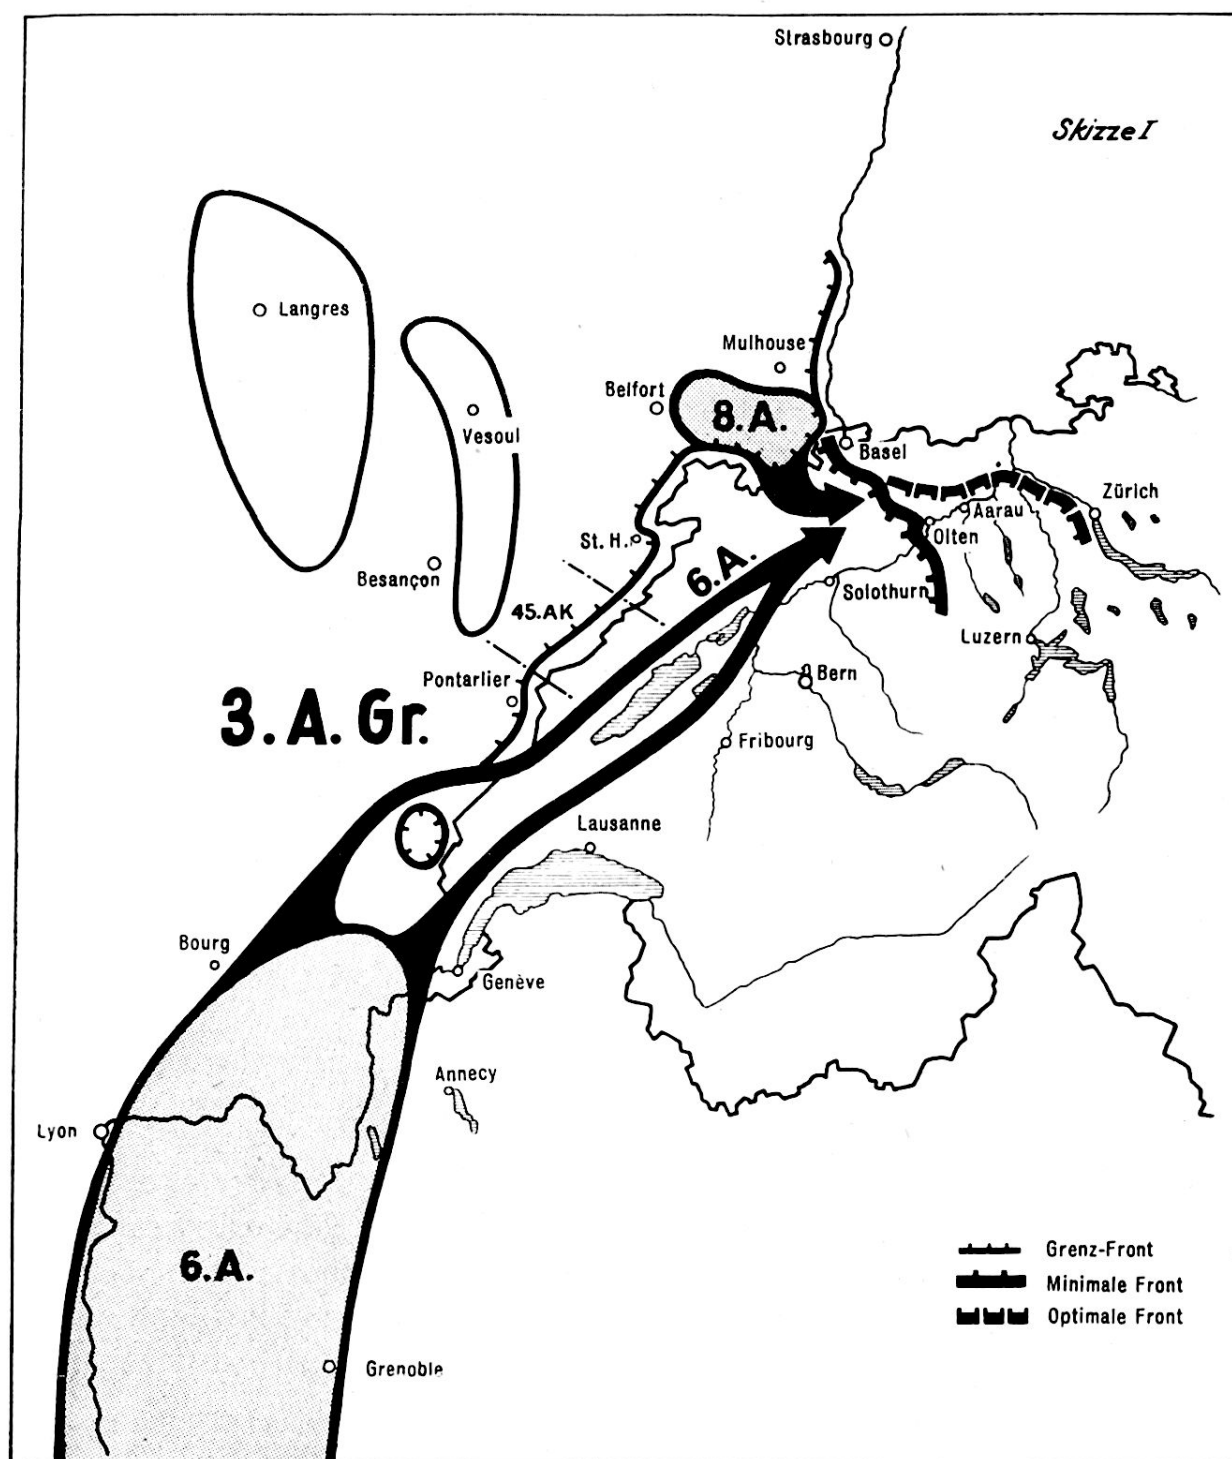 Strasbourg
Skizze I
Langres
Mulhouse
Belfort
8.A.
Vesoul
Basel
Zürich
Aarau
Olten
St. H.
6.A.
Besançon
Solothurn
45.AK
Luzern
Pontarlier
Bern
3.A.Gr.
Fribourg
Lausanne
Bourg
Genève
Annecy
Lyon
6.A.
Grenoble
Grenz-Front
Minimale Front
Optimale Front